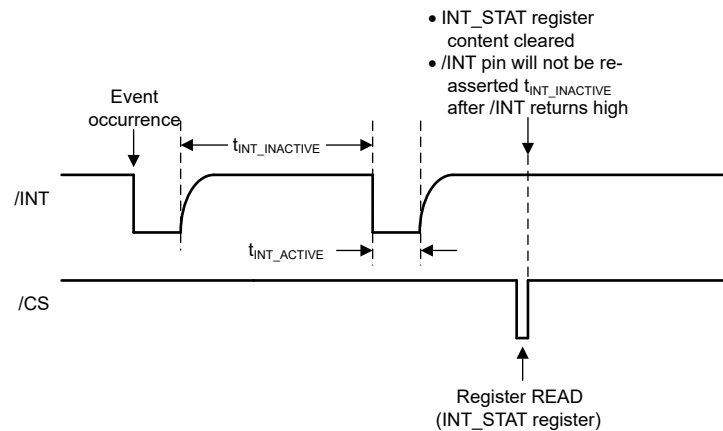 • INT_STAT register
content cleared
• /INT pin will not be re-
asserted tINT_INACTIVE
after /INT returns high
Event
occurrence
tINT_INACTIVE
/INT
tINT_ACTIVE
/CS
Register READ
(INT_STAT register)